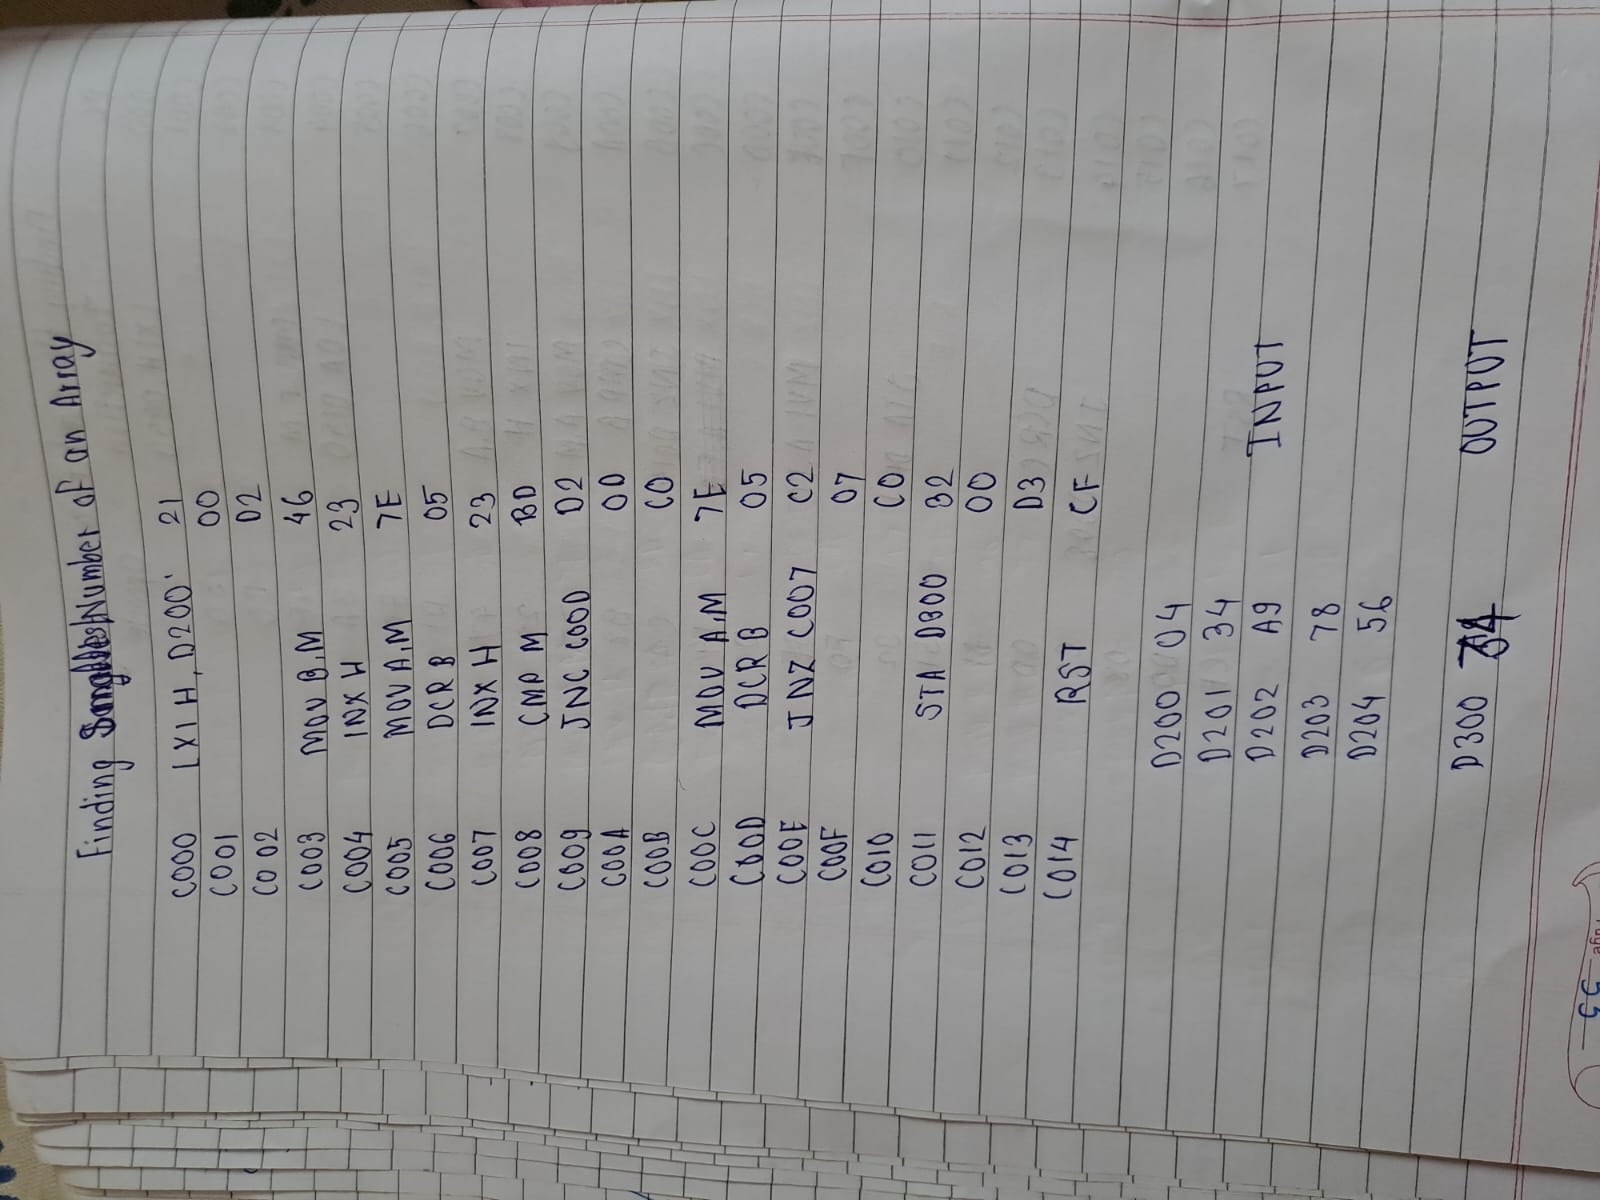 Finding Number of an Array
C000 LXI H, D200 21
C001 00
C002 D2
C003 MOV B,M 46
C004 INX H 23
C005 MOV A,M 7E
C006 DCR B 05
C007 INX H 23
C008 CMP M BD
C009 JNC C00D D2
C00A 0D
C00B C0
C00C MOV A,M 7E
C00D DCR B 05
C00E JNZ C007 C2
C00F 07
C010 C0
C011 STA D300 32
C012 00
C013 D3
C014 RST CF
D200 04
D201 34
D202 A9 INPUT
D203 78
D204 56
D300 OUTPUT